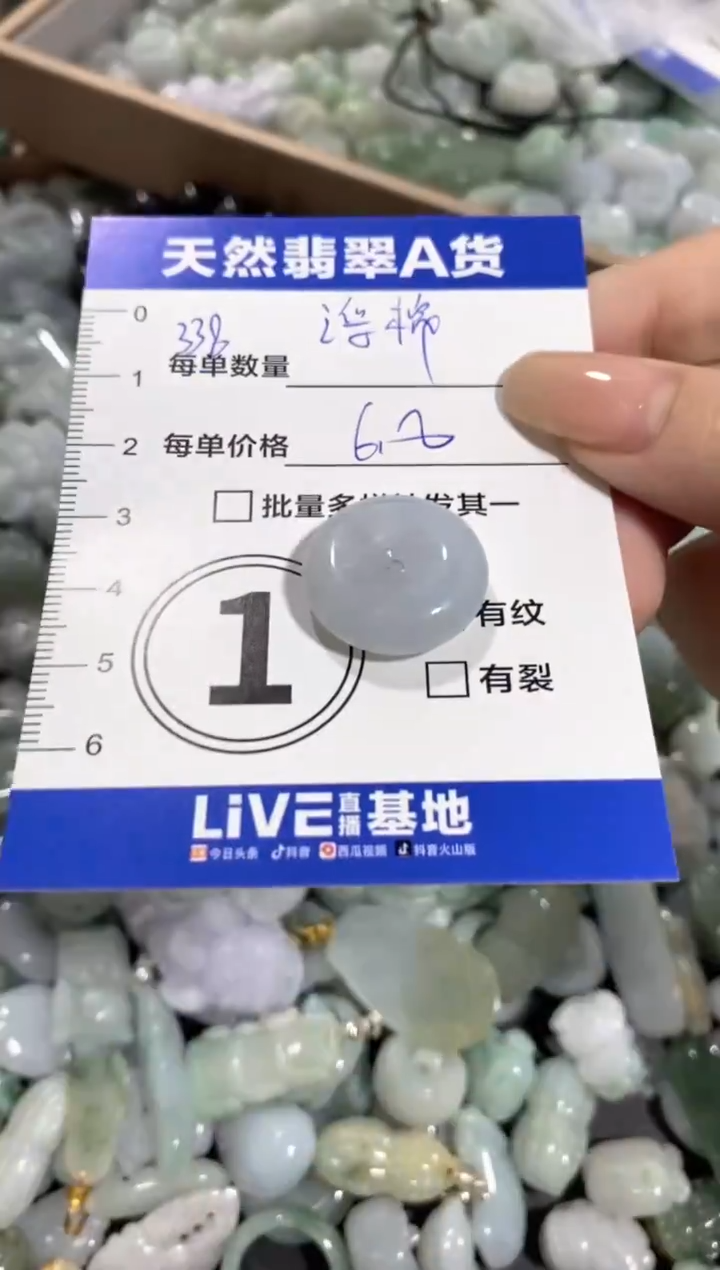 天然翡翠A货
0
338
浮棉
1
每单数量
2
每单价格
3
批量多
发其一
4
1
有纹
5
有裂
6
LiVE直播基地
今日头条 抖音 西瓜视频 抖音火山版